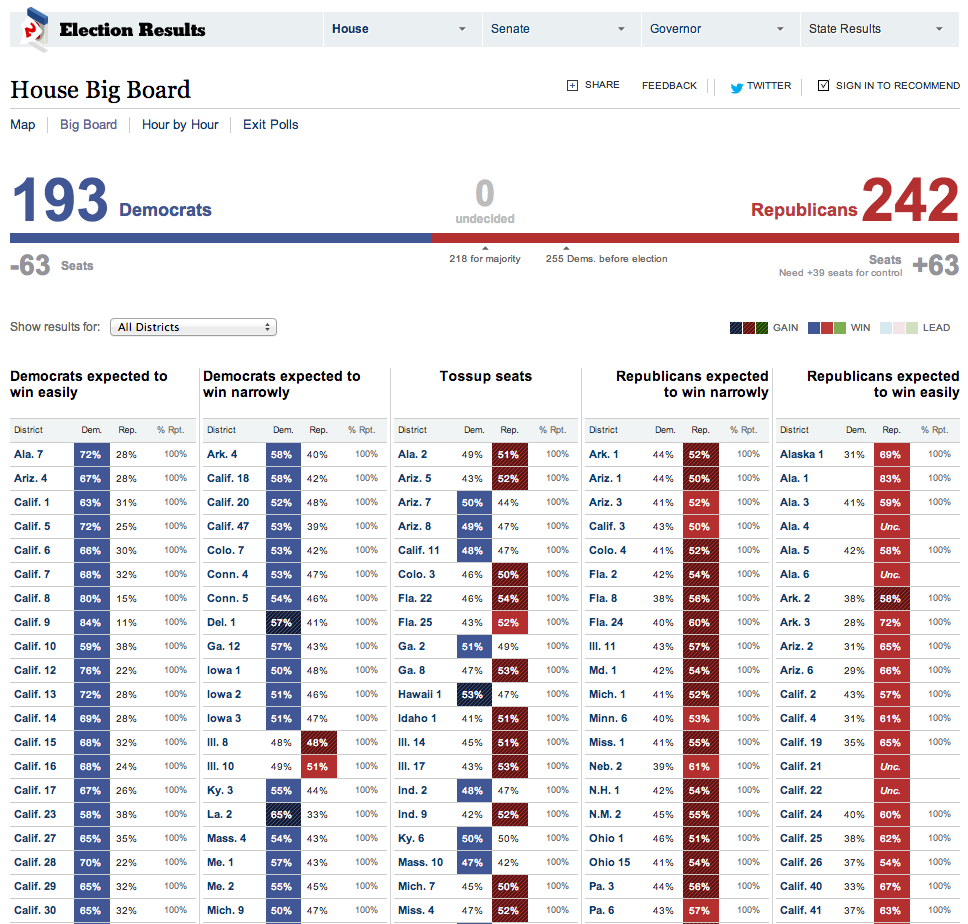 Election Results House Senate Governor State Results
House Big Board SHARE FEEDBACK TWITTER SIGN IN TO RECOMMEND
Map Big Board Hour by Hour Exit Polls
193 Democrats 0 undecided Republicans 242
218 for majority 255 Dems. before election
-63 Seats Seats +63
Need +39 seats for control
Show results for: All Districts GAIN WIN LEAD
Democrats expected to win easily
District Dem. Rep. % Rpt.
Ala. 7 72% 28% 100%
Ariz. 4 67% 28% 100%
Calif. 1 63% 31% 100%
Calif. 5 72% 25% 100%
Calif. 6 66% 30% 100%
Calif. 7 68% 32% 100%
Calif. 8 80% 15% 100%
Calif. 9 84% 11% 100%
Calif. 10 59% 38% 100%
Calif. 12 76% 22% 100%
Calif. 13 72% 28% 100%
Calif. 14 69% 28% 100%
Calif. 15 68% 32% 100%
Calif. 16 68% 24% 100%
Calif. 17 67% 26% 100%
Calif. 23 58% 38% 100%
Calif. 27 65% 35% 100%
Calif. 28 70% 22% 100%
Calif. 29 65% 32% 100%
Calif. 30 65% 32% 100%
Democrats expected to win narrowly
District Dem. Rep. % Rpt.
Ark. 4 58% 40% 100%
Calif. 18 58% 42% 100%
Calif. 20 52% 48% 100%
Calif. 47 53% 39% 100%
Colo. 7 53% 42% 100%
Conn. 4 53% 47% 100%
Conn. 5 54% 46% 100%
Del. 1 57% 41% 100%
Ga. 12 57% 43% 100%
Iowa 1 50% 48% 100%
Iowa 2 51% 46% 100%
Iowa 3 51% 47% 100%
Ill. 8 48% 48% 100%
Ill. 10 49% 51% 100%
Ky. 3 55% 44% 100%
La. 2 65% 33% 100%
Mass. 4 54% 43% 100%
Me. 1 57% 43% 100%
Me. 2 55% 45% 100%
Mich. 9 50% 47% 100%
Tossup seats
District Dem. Rep. % Rpt.
Ala. 2 49% 51% 100%
Ariz. 5 43% 52% 100%
Ariz. 7 50% 44% 100%
Ariz. 8 49% 47% 100%
Calif. 11 48% 47% 100%
Colo. 3 46% 50% 100%
Fla. 22 46% 54% 100%
Fla. 25 43% 52% 100%
Ga. 2 51% 49% 100%
Ga. 8 47% 53% 100%
Hawaii 1 53% 47% 100%
Idaho 1 41% 51% 100%
Ill. 14 45% 51% 100%
Ill. 17 43% 53% 100%
Ind. 2 48% 47% 100%
Ind. 9 42% 52% 100%
Ky. 6 50% 50% 100%
Mass. 10 47% 42% 100%
Mich. 7 45% 50% 100%
Miss. 4 47% 52% 100%
Republicans expected to win narrowly
District Dem. Rep. % Rpt.
Ark. 1 44% 52% 100%
Ariz. 1 44% 50% 100%
Ariz. 3 41% 52% 100%
Calif. 3 43% 50% 100%
Colo. 4 41% 52% 100%
Fla. 2 42% 54% 100%
Fla. 8 38% 56% 100%
Fla. 24 40% 60% 100%
Ill. 11 43% 57% 100%
Md. 1 42% 54% 100%
Mich. 1 41% 52% 100%
Minn. 6 40% 53% 100%
Miss. 1 41% 55% 100%
Neb. 2 39% 61% 100%
N.H. 1 42% 54% 100%
N.M. 2 45% 55% 100%
Ohio 1 46% 51% 100%
Ohio 15 41% 54% 100%
Pa. 3 44% 56% 100%
Pa. 6 43% 57% 100%
Republicans expected to win easily
District Dem. Rep. % Rpt.
Alaska 1 31% 69% 100%
Ala. 1 83% 100%
Ala. 3 41% 59% 100%
Ala. 4 Unc.
Ala. 5 42% 58% 100%
Ala. 6 Unc.
Ark. 2 38% 58% 100%
Ark. 3 28% 72% 100%
Ariz. 2 31% 65% 100%
Ariz. 6 29% 66% 100%
Calif. 2 43% 57% 100%
Calif. 4 31% 61% 100%
Calif. 19 35% 65% 100%
Calif. 21 Unc.
Calif. 22 Unc.
Calif. 24 40% 60% 100%
Calif. 25 38% 62% 100%
Calif. 26 37% 54% 100%
Calif. 40 33% 67% 100%
Calif. 41 37% 63% 100%